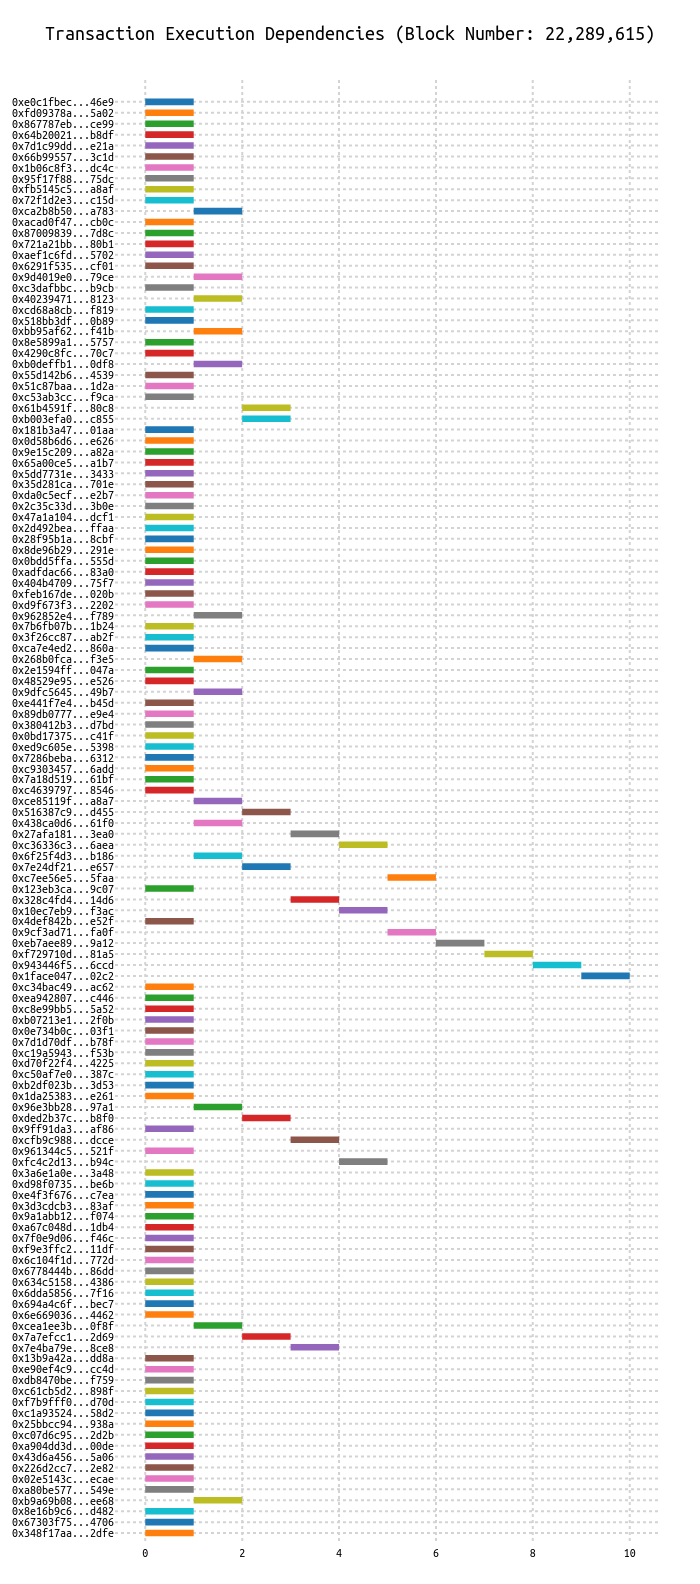 Transaction Execution Dependencies (Block Number: 22,289,615)
0xe0c1fbec...46e9
0xfd09378a...5a02
0x867787eb...ce99
0x64b20021...b8df
0x7d1c99dd...e21a
0x66b99557...3c1d
0x1b06c8f3...dc4c
0x95f17f88...75dc
0xfb5145c5...a8af
0x72f1d2e3...c15d
0xca2b8b50...a783
0xacad0f47...cb0c
0x87009839...7d8c
0x721a21bb...80b1
0xaef1c6fd...5702
0x6291f535...cf01
0x9d4019e0...79ce
0xc3dafbbc...b9cb
0x40239471...8123
0xcd68a8cb...f819
0x518bb3df...0b89
0xbb95af62...f41b
0x8e5899a1...5757
0x4290c8fc...70c7
0xb0deffb1...0df8
0x55d142b6...4539
0x51c87baa...1d2a
0xc53ab3cc...f9ca
0x61b4591f...80c8
0xb003efa0...c855
0x181b3a47...01aa
0x0d58b6d6...e626
0x9e15c209...a82a
0x65a00ce5...a1b7
0x5dd7731e...3433
0x35d281ca...701e
0xda0c5ecf...e2b7
0x2c35c33d...3b0e
0x47a1a104...dcf1
0x2d492bea...ffaa
0x28f95b1a...8cbf
0x8de96b29...291e
0x0bdd5ffa...555d
0xadfdac66...83a0
0x404b4709...75f7
0xfeb167de...020b
0xd9f673f3...2202
0x962852e4...f789
0x7b6fb07b...1b24
0x3f26cc87...ab2f
0xca7e4ed2...860a
0x268b0fca...f3e5
0x2e1594ff...047a
0x48529e95...e526
0x9dfc5645...49b7
0xe441f7e4...b45d
0x89db0777...e9e4
0x380412b3...d7bd
0x0bd17375...c41f
0xed9c605e...5398
0x7286beba...6312
0xc9303457...6add
0x7a18d519...61bf
0xc4639797...8546
0xce85119f...a8a7
0x516387c9...d455
0x438ca0d6...61f0
0x27afa181...3ea0
0xc36336c3...6aea
0x6f25f4d3...b186
0x7e24df21...e657
0xc7ee56e5...5faa
0x123eb3ca...9c07
0x328c4fd4...14d6
0x10ec7eb9...f3ac
0x4def842b...e52f
0x9cf3ad71...fa0f
0xeb7aee89...9a12
0xf729710d...81a5
0x943446f5...6ccd
0x1face047...02c2
0xc34bac49...ac62
0xea942807...c446
0xc8e99bb5...5a52
0xb07213e1...2f0b
0x0e734b0c...03f1
0x7d1d70df...b78f
0xc19a5943...f53b
0xd70f22f4...4225
0xc50af7e0...387c
0xb2df023b...3d53
0x1da25383...e261
0x96e3bb28...97a1
0xded2b37c...b8f0
0x9ff91da3...af86
0xcfb9c988...dcce
0x961344c5...521f
0xfc4c2d13...b94c
0x3a6e1a0e...3a48
0xd98f0735...be6b
0xe4f3f676...c7ea
0x3d3cdcb3...83af
0x9a1abb12...f074
0xa67c048d...1db4
0x7f0e9d06...f46c
0xf9e3ffc2...11df
0x6c104f1d...772d
0x6778444b...86dd
0x634c5158...4386
0x6dda5856...7f16
0x694a4c6f...bec7
0x6e669036...4462
0xcea1ee3b...0f8f
0x7a7efcc1...2d69
0x7e4ba79e...8ce8
0x13b9a42a...dd8a
0xe90ef4c9...cc4d
0xdb8470be...f759
0xc61cb5d2...898f
0xf7b9fff0...d70d
0xc1a93524...58d2
0x25bbcc94...938a
0xc07d6c95...2d2b
0xa904dd3d...00de
0x43d6a456...5a06
0x226d2cc7...2e82
0x02e5143c...ecae
0xa80be577...549e
0xb9a69b08...ee68
0x8e16b9c6...d482
0x67303f75...4706
0x348f17aa...2dfe
0 2 4 6 8 10